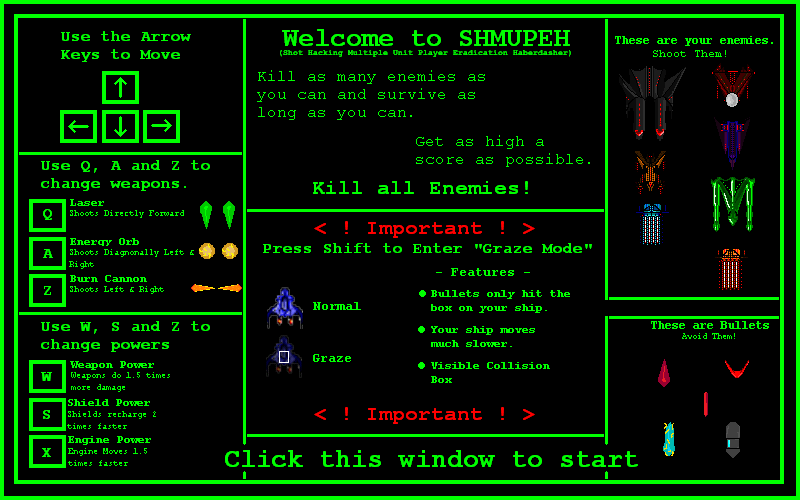 Use the Arrow
Keys to Move
↑
← ↓ →
Use Q, A and Z to
change weapons.
Q
Laser
Shoots Directly Forward
A
Energy Orb
Shoots Diagnonally Left &
Right
Z
Burn Cannon
Shoots Left & Right
Use W, S and Z to
change powers
W
Weapon Power
Weapons do 1.5 times
more damage
S
Shield Power
Shields recharge 2
times faster
X
Engine Power
Engine Moves 1.5
times faster
Welcome to SHMUPEH
(Shot Hacking Multiple Unit Player Eradication Haberdasher)
Kill as many enemies as
you can and survive as
long as you can.
Get as high a
score as possible.
Kill all Enemies!
< ! Important ! >
Press Shift to Enter "Graze Mode"
- Features -
Normal
Graze
● Bullets only hit the
box on your ship.
● Your ship moves
much slower.
● Visible Collision
Box
< ! Important ! >
These are your enemies.
Shoot Them!
These are Bullets
Avoid Them!
Click this window to start